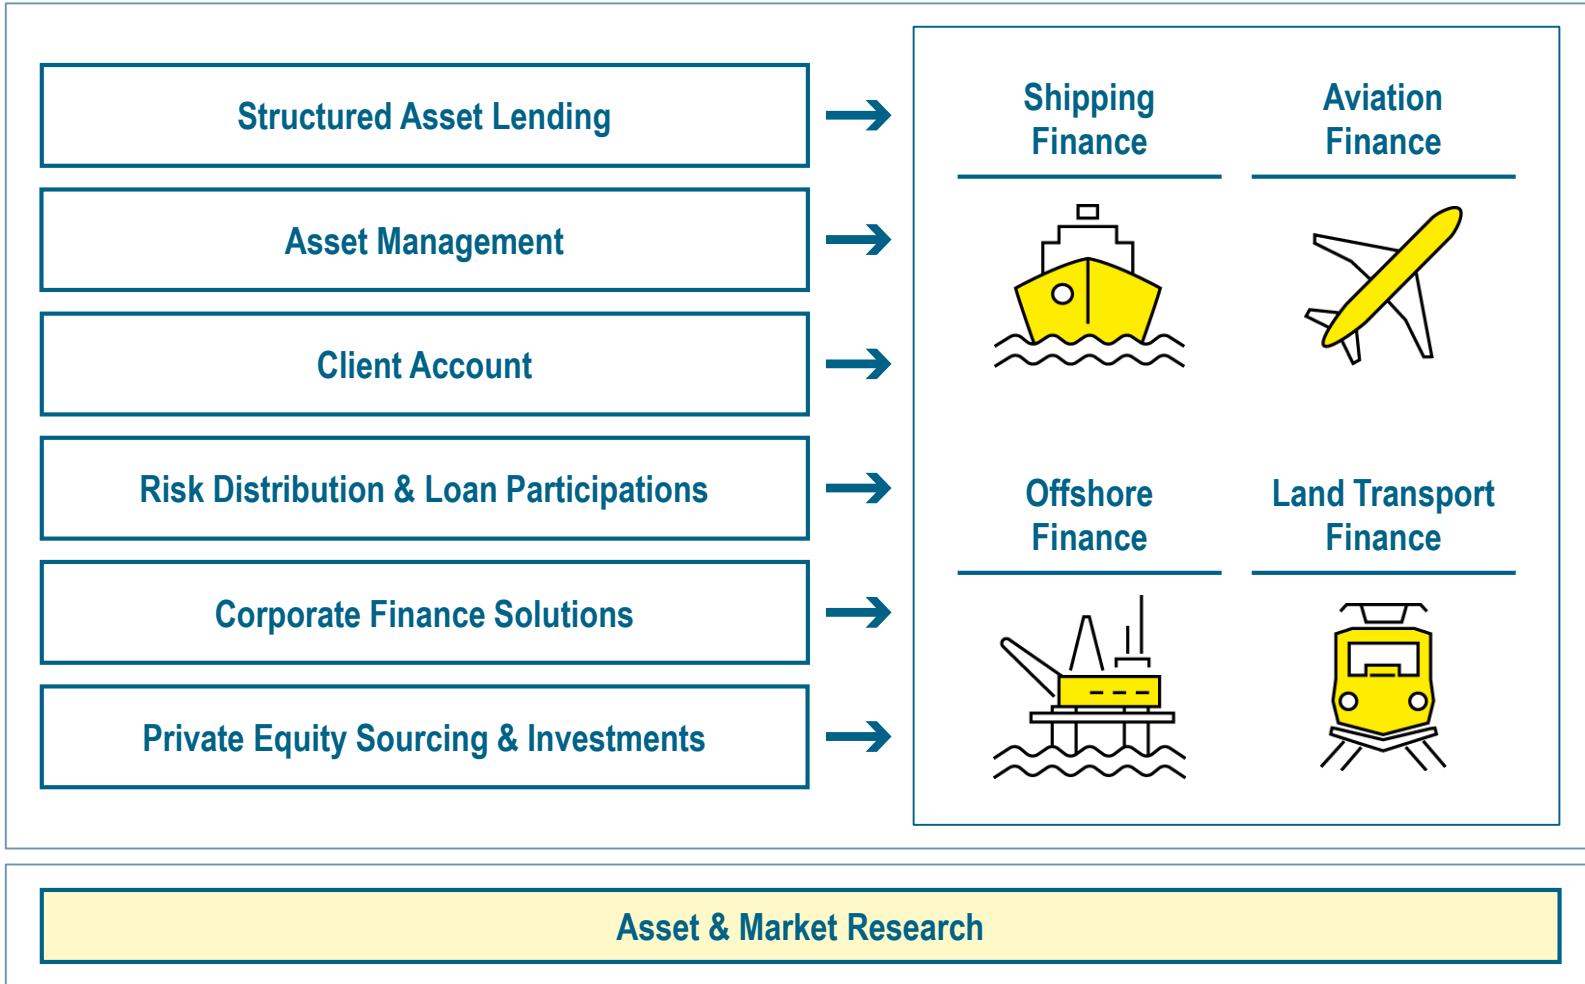 Structured Asset Lending
Asset Management
Client Account
Risk Distribution & Loan Participations
Corporate Finance Solutions
Private Equity Sourcing & Investments
Shipping
Finance
Aviation
Finance
Offshore
Finance
Land Transport
Finance
Asset & Market Research